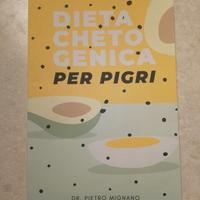 DIETA
CHETO
GENICA
PER PIGRI
DR. PIETRO MIGNANO